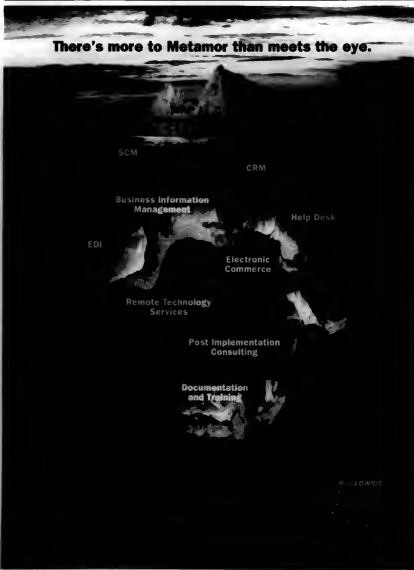 There's more to Metamor than meets the eye.
SCM
CRM
Business Information
Management
Help Desk
EDI
Electronic
Commerce
Remote Technology
Services
Post Implementation
Consulting
Documentation
and Training